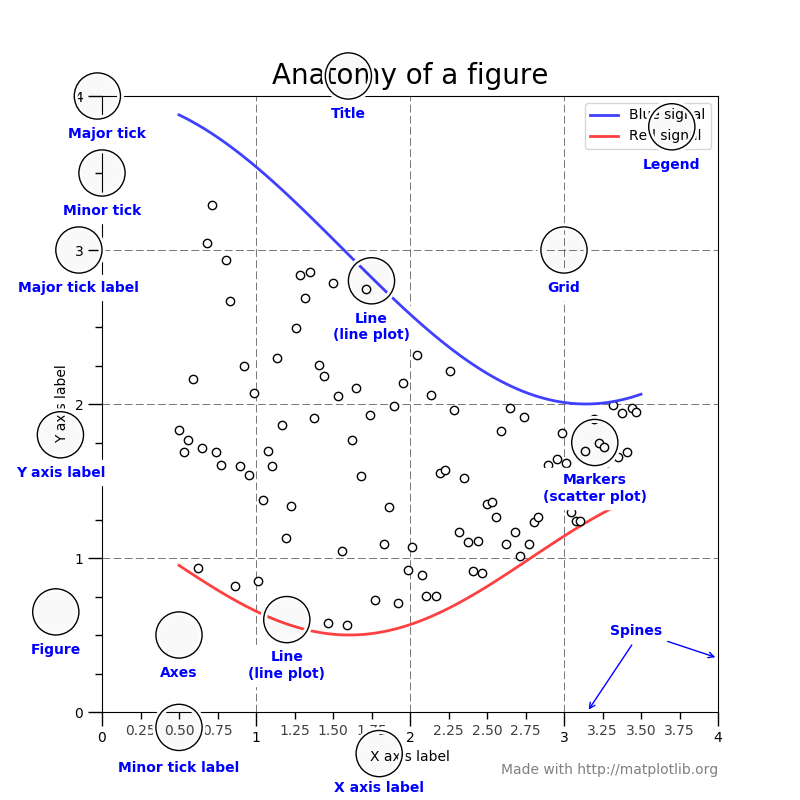 Anatomy of a figure
Title
4
Blue signal
Red signal
Major tick
Legend
Minor tick
3
Major tick label
Grid
Line
(line plot)
2
Y axis label
Y axis label
Markers
(scatter plot)
1
Figure
Axes
Line
(line plot)
Spines
0
0 0.25 0.50 0.75 1 1.25 1.50 1.75 2 2.25 2.50 2.75 3 3.25 3.50 3.75 4
X axis label
Minor tick label
Made with http://matplotlib.org
X axis label